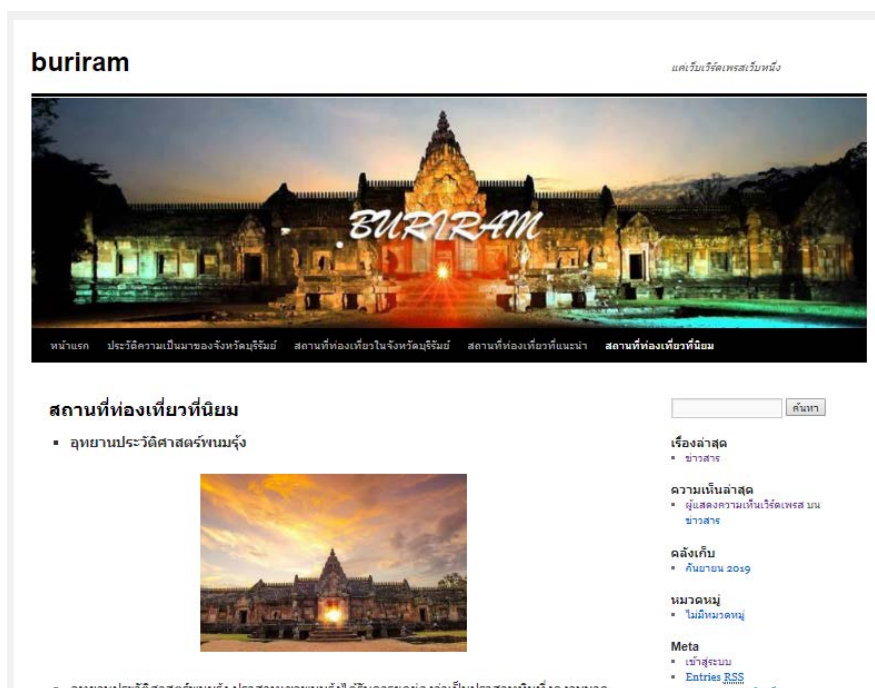 buriram
แค่เว็บเวิร์ดเพรสเว็บหนึ่ง
BURIRAM
หน้าแรก ประวัติความเป็นมาของจังหวัดบุรีรัมย์ สถานที่ท่องเที่ยวในจังหวัดบุรีรัมย์ สถานที่ท่องเที่ยวที่แนะนำ สถานที่ท่องเที่ยวที่นิยม
สถานที่ท่องเที่ยวที่นิยม
อุทยานประวัติศาสตร์พนมรุ้ง
ค้นหา
เรื่องล่าสุด
ข่าวสาร
ความเห็นล่าสุด
ผู้แสดงความเห็นเวิร์ดเพรส บน
ข่าวสาร
คลังเก็บ
กันยายน 2019
หมวดหมู่
ไม่มีหมวดหมู่
Meta
เข้าสู่ระบบ
Entries RSS